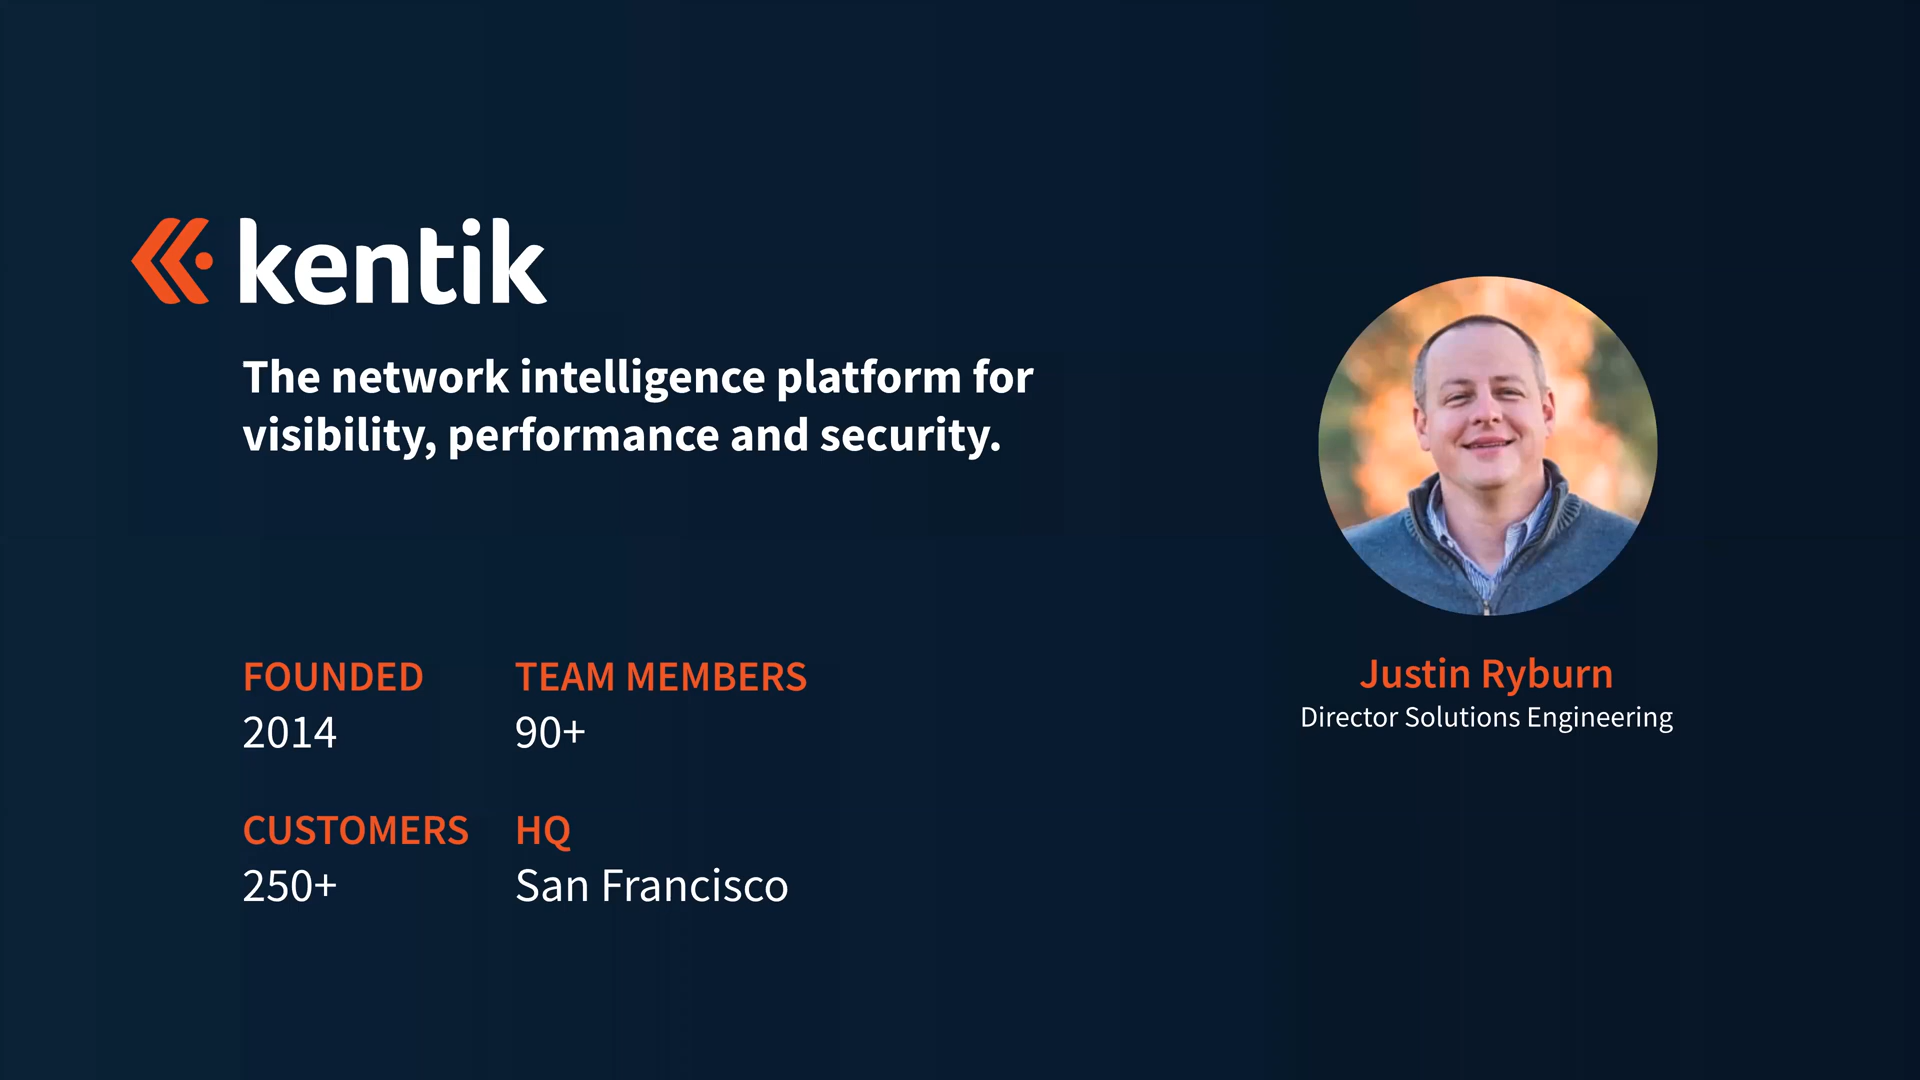 kentik
The network intelligence platform for
visibility, performance and security.
FOUNDED
2014
TEAM MEMBERS
90+
CUSTOMERS
250+
HQ
San Francisco
Justin Ryburn
Director Solutions Engineering